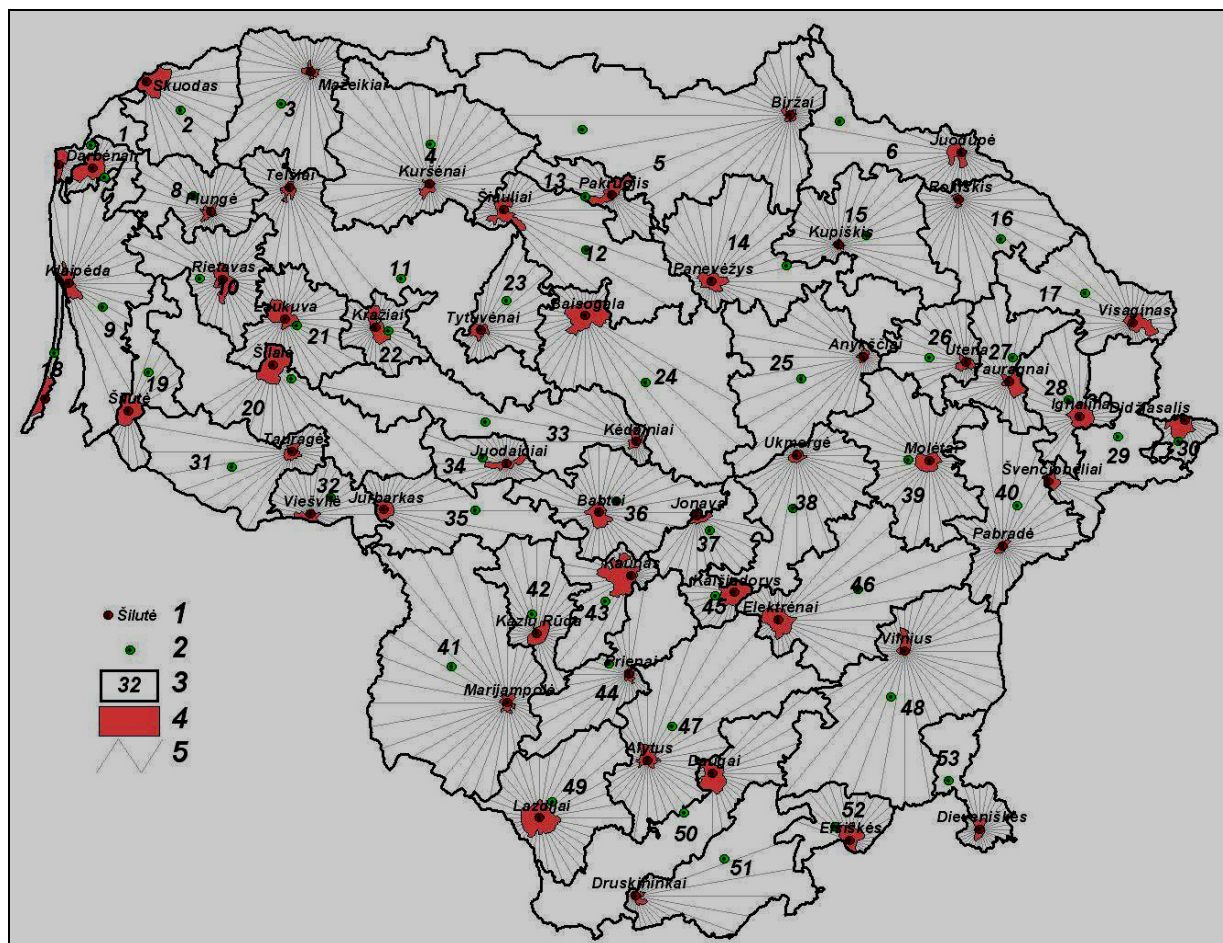 Skuodas
2
3
Mažeikiai
1
Darbėnai
8
Plungė
Telšiai
4
Kuršėnai
Šiauliai
13
Pakruojis
5
Biržai
6
Juodupė
Rokiškis
12
14
15
Kupiškis
16
Panevėžys
17
Visaginas
Klaipėda
9
Rietavas
10
11
Laukuva
21
Kražiai
22
23
Tytuvėnai
Baisogala
24
25
Anykščiai
26
Utena
27
Tauragnai
28
Ignalina
Didžiasalis
29
30
18
19
Šilutė
Šilalė
20
31
Tauragė
33
34
Juodaičiai
Kėdainiai
Ukmergė
Molėtai
39
40
Švenčionėliai
32
Viešvilė
Jurbarkas
35
Babtai
36
Jonava
37
38
Pabradė
Kaunas
42
Kazlų Rūda
43
Kaišiadorys
45
Elektrėnai
46
Vilnius
48
41
Marijampolė
Prienai
44
47
Alytus
Daugai
49
Lazdijai
50
51
Druskininkai
52
Eišiškės
53
Dieveniškės
Šilutė 1
2
32 3
4
5